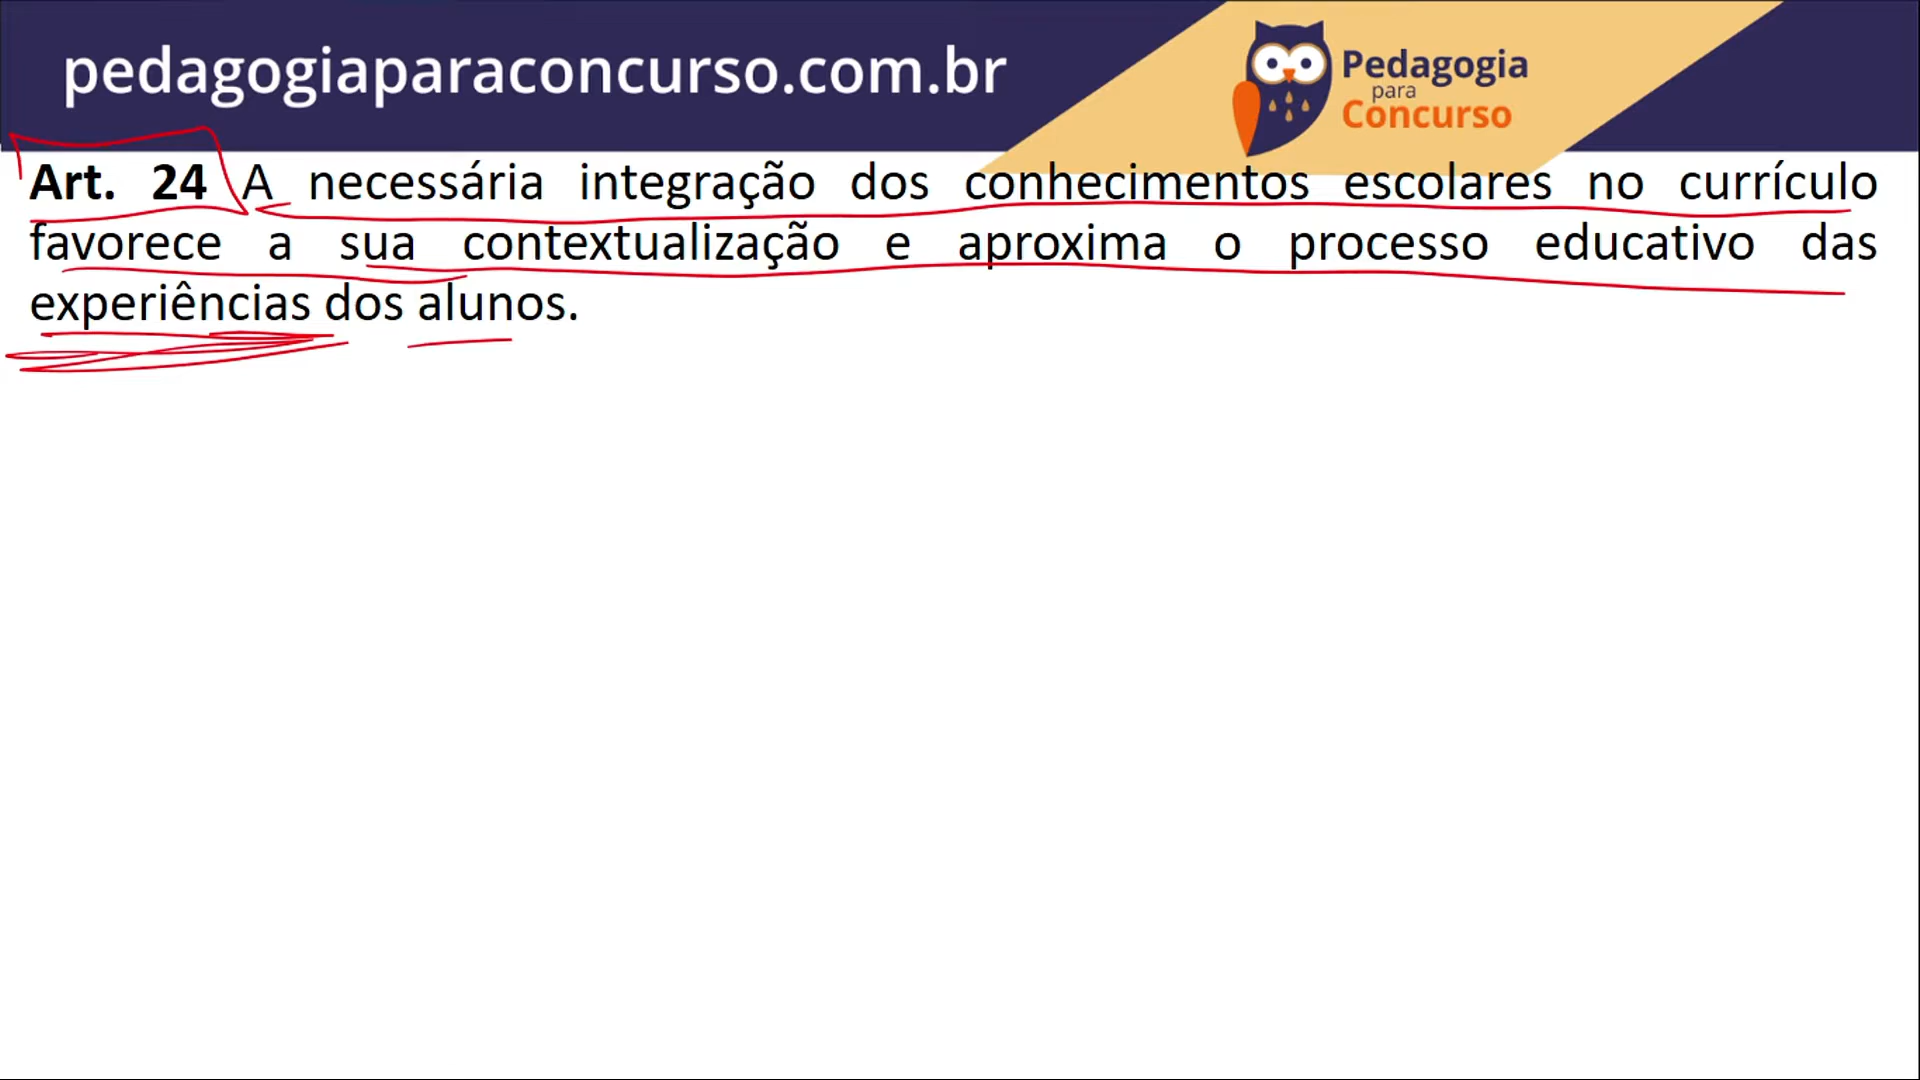 pedagogiaparaconcurso.com.br
Pedagogia
para
Concurso
Art. 24 A necessária integração dos conhecimentos escolares no currículo
favorece a sua contextualização e aproxima o processo educativo das
experiências dos alunos.